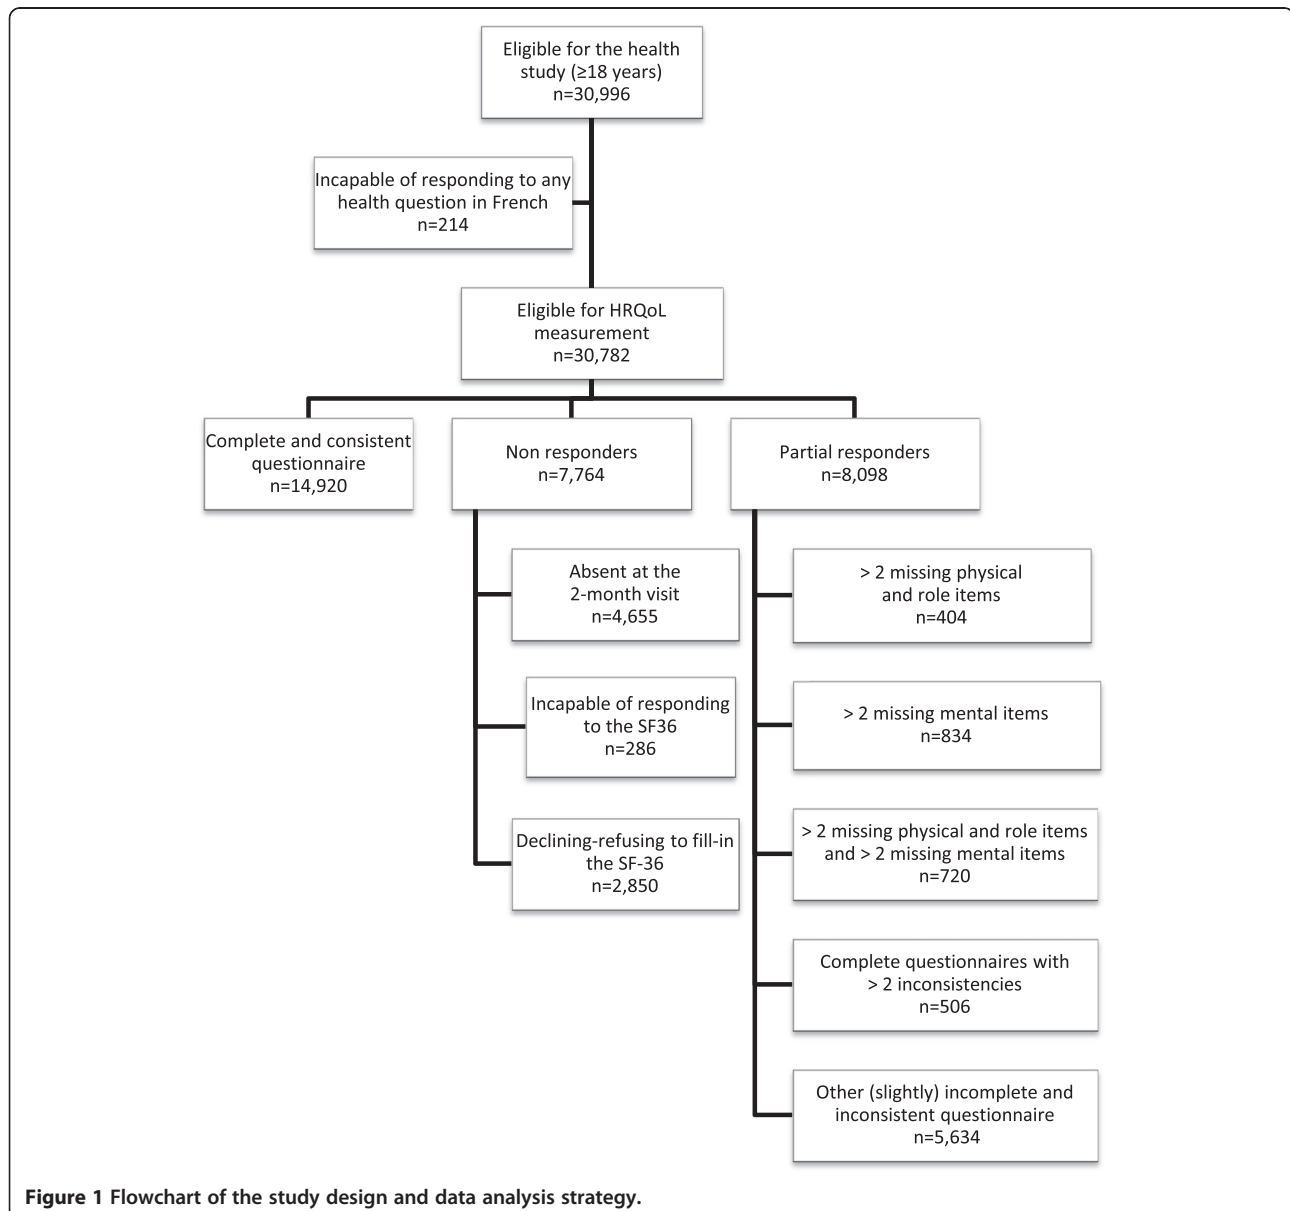 Eligible for the health
study (≥18 years)
n=30,996
Incapable of responding to any
health question in French
n=214
Eligible for HRQoL
measurement
n=30,782
Complete and consistent
questionnaire
n=14,920
Non responders
n=7,764
Partial responders
n=8,098
Absent at the
2-month visit
n=4,655
Incapable of responding
to the SF36
n=286
Declining-refusing to fill-in
the SF-36
n=2,850
> 2 missing physical
and role items
n=404
> 2 missing mental items
n=834
> 2 missing physical and role items
and > 2 missing mental items
n=720
Complete questionnaires with
> 2 inconsistencies
n=506
Other (slightly) incomplete and
inconsistent questionnaire
n=5,634
Figure 1 Flowchart of the study design and data analysis strategy.